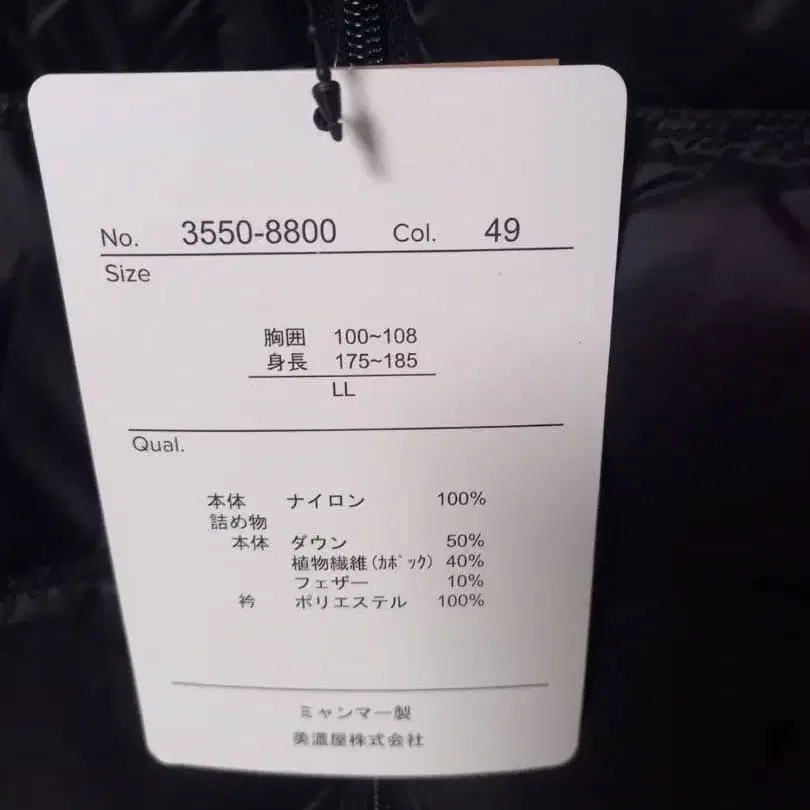 No. 3550-8800 Col. 49
Size
胸囲 100~108
身長 175~185
LL
Qual.
本体 ナイロン 100%
詰め物
本体 ダウン 50%
植物繊維(ｶﾎﾟｯｸ) 40%
フェザー 10%
衿 ポリエステル 100%
ミャンマー製
美濃屋株式会社